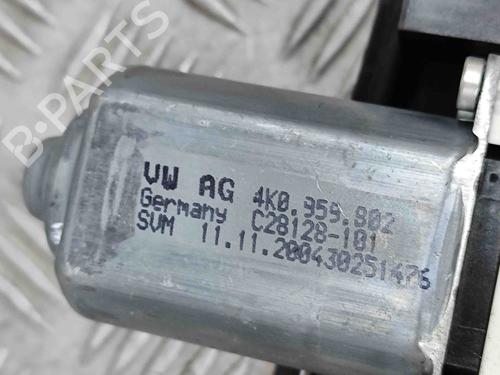 VW AG 4K0.959.802
Germany C28128-101
SVM 11.11.200430251476
B-PARTS